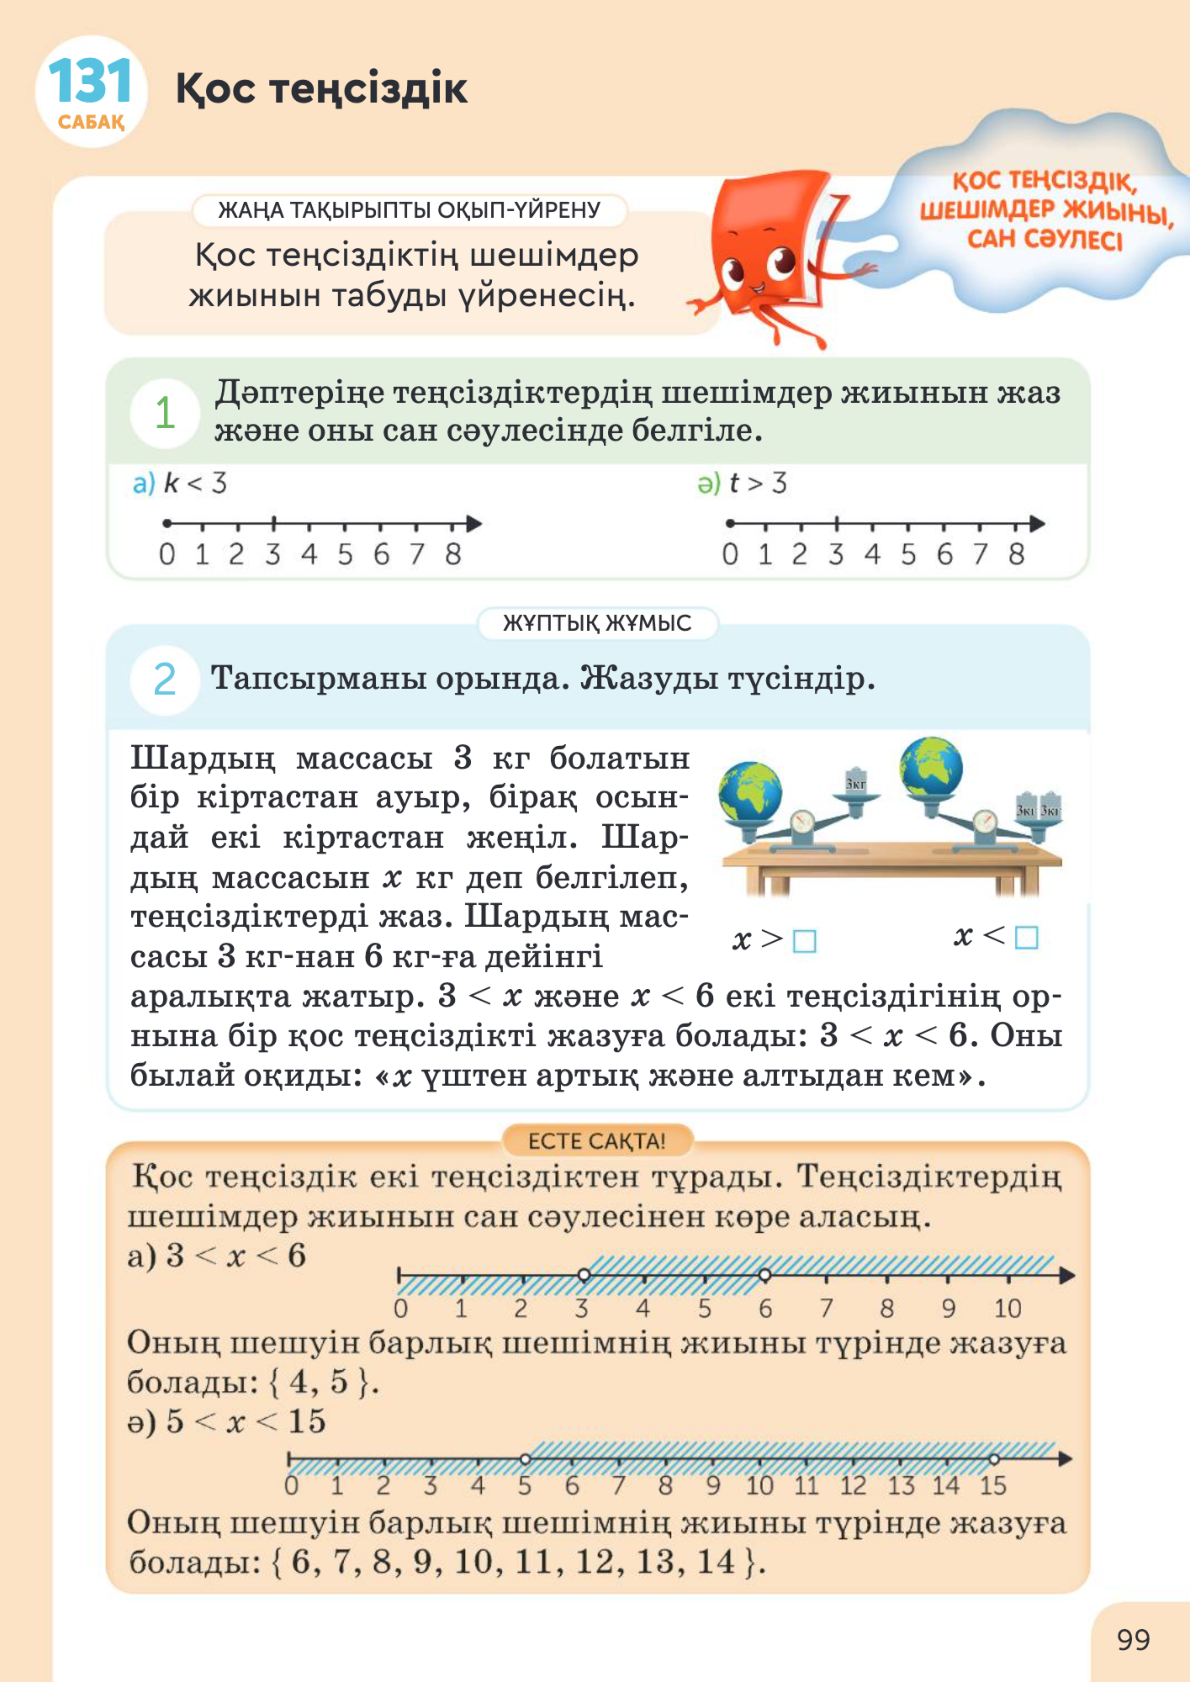 131
САБАҚ
Қос теңсіздік
ҚОС ТЕҢСІЗДІК,
ШЕШІМДЕР ЖИЫНЫ,
САН СӘУЛЕСІ
ЖАҢА ТАҚЫРЫПТЫ ОҚЫП-ҮЙРЕНУ
Қос теңсіздіктің шешімдер
жиынын табуды үйренесің.
1
Дәптеріңе теңсіздіктердің шешімдер жиынын жаз
және оны сан сәулесінде белгіле.
а) k < 3
0 1 2 3 4 5 6 7 8
ә) t > 3
0 1 2 3 4 5 6 7 8
ЖҰПТЫҚ ЖҰМЫС
2
Тапсырманы орында. Жазуды түсіндір.
Шардың массасы 3 кг болатын
бір кіртастан ауыр, бірақ осын-
дай екі кіртастан жеңіл. Шар-
дың массасын x кг деп белгілеп,
теңсіздіктерді жаз. Шардың мас-
сасы 3 кг-нан 6 кг-ға дейінгі
3кг
3кг 3кг
x > □
x < □
аралықта жатыр. 3 < x және x < 6 екі теңсіздігінің ор-
нына бір қос теңсіздікті жазуға болады: 3 < x < 6. Оны
былай оқиды: «x үштен артық және алтыдан кем».
ЕСТЕ САҚТА!
Қос теңсіздік екі теңсіздіктен тұрады. Теңсіздіктердің
шешімдер жиынын сан сәулесінен көре аласың.
а) 3 < x < 6
0 1 2 3 4 5 6 7 8 9 10
Оның шешуін барлық шешімнің жиыны түрінде жазуға
болады: { 4, 5 }.
ә) 5 < x < 15
0 1 2 3 4 5 6 7 8 9 10 11 12 13 14 15
Оның шешуін барлық шешімнің жиыны түрінде жазуға
болады: { 6, 7, 8, 9, 10, 11, 12, 13, 14 }.
99